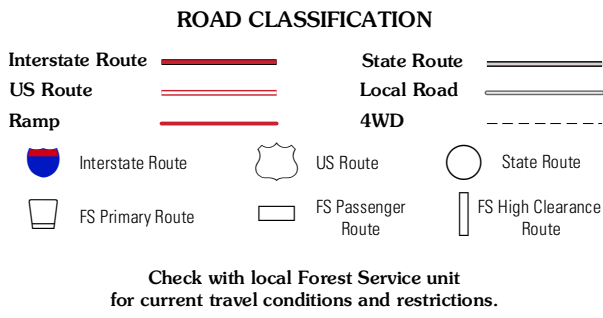 ROAD CLASSIFICATION
Interstate Route
State Route
US Route
Local Road
Ramp
4WD
Interstate Route
US Route
State Route
FS Primary Route
FS Passenger
Route
FS High Clearance
Route
Check with local Forest Service unit
for current travel conditions and restrictions.